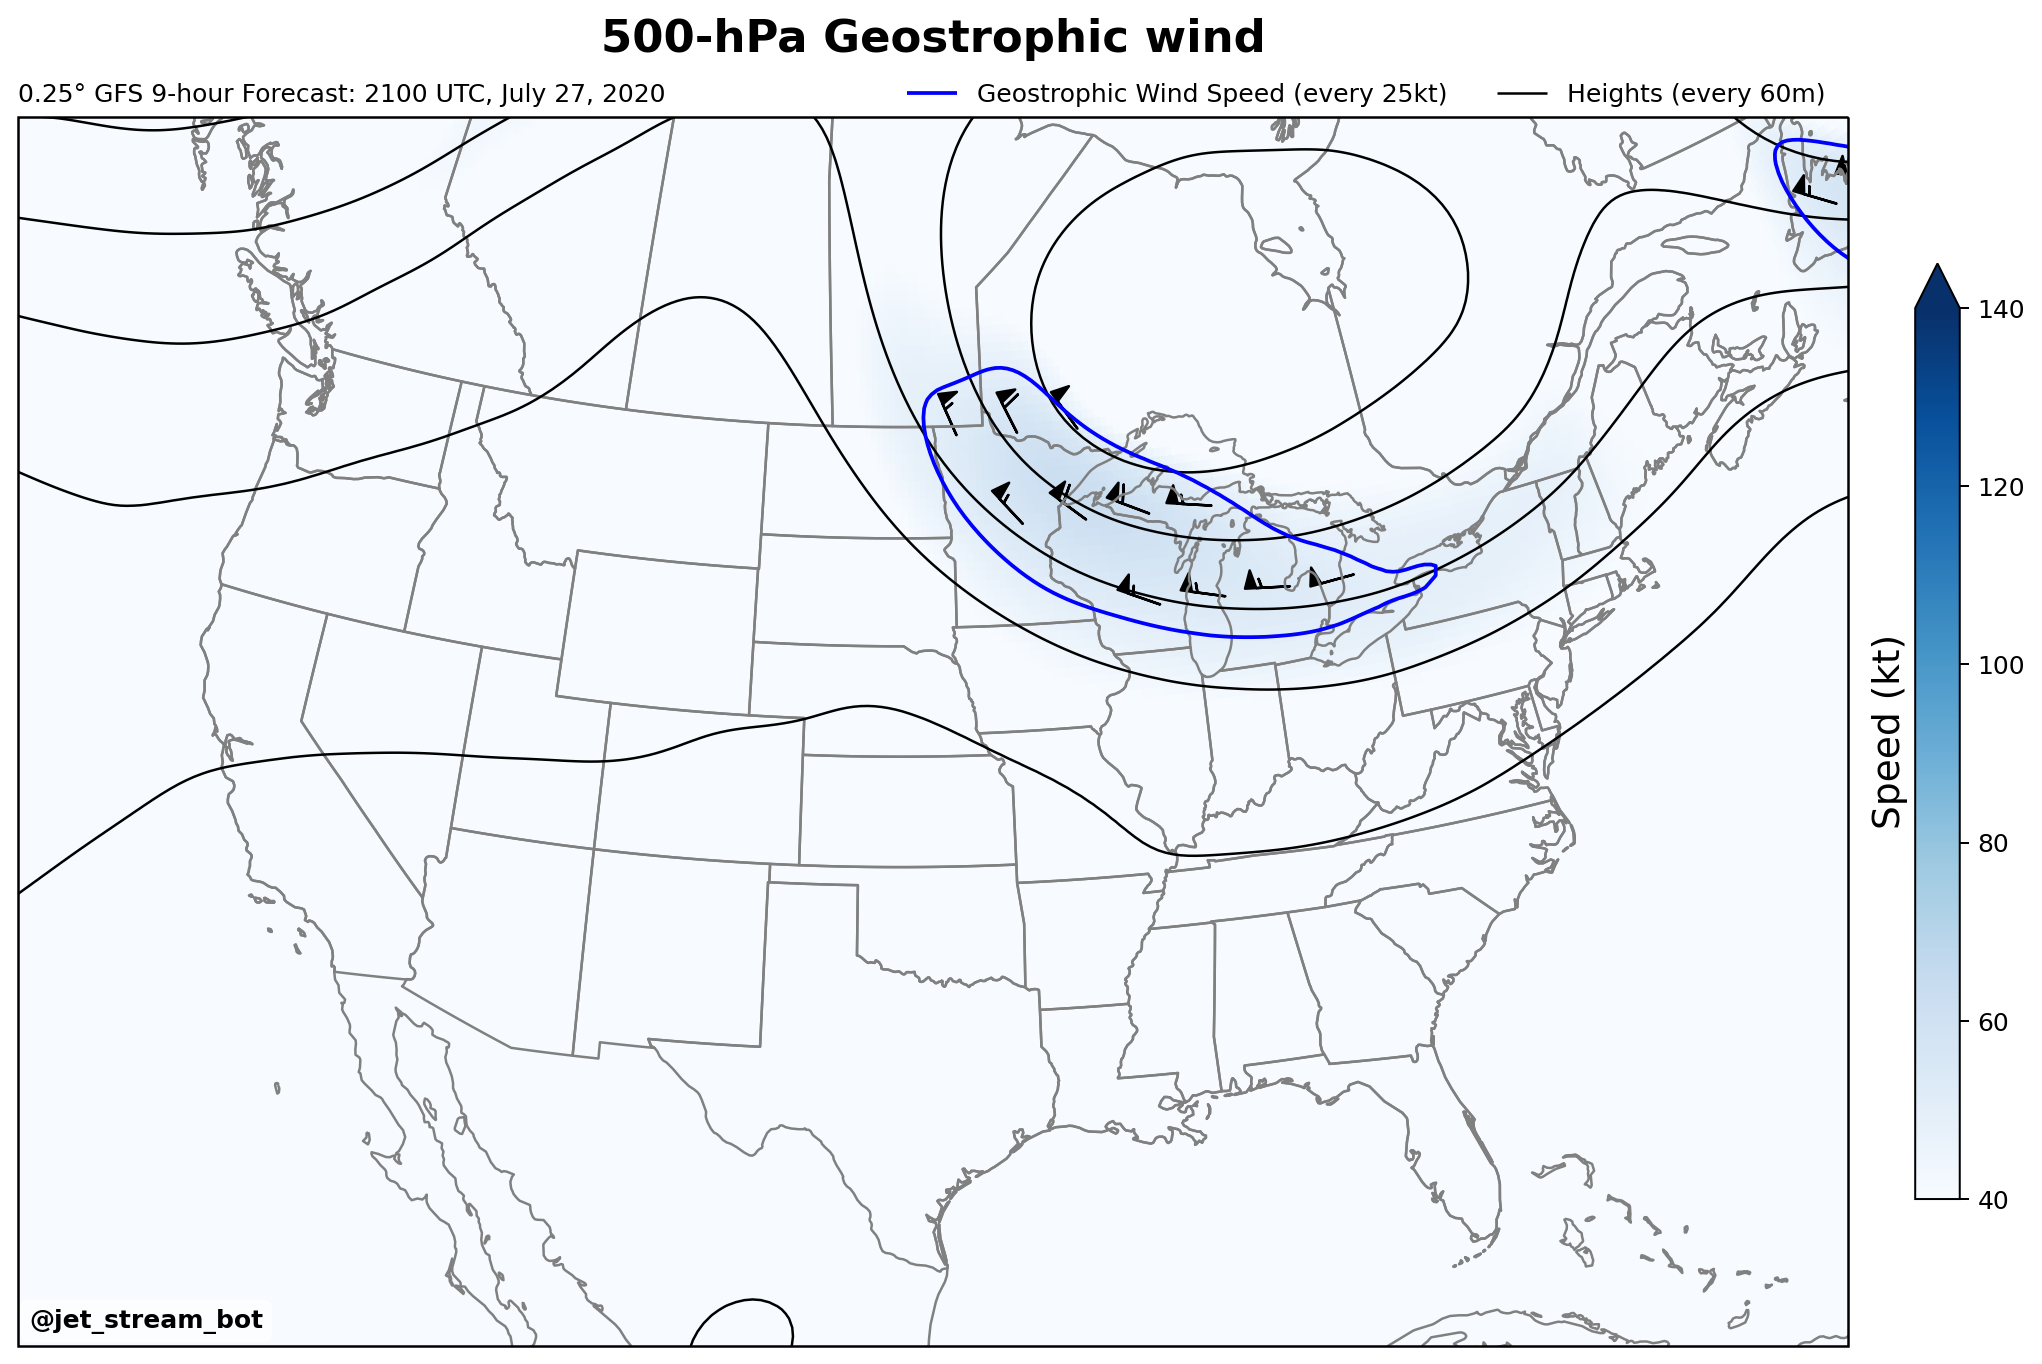 500-hPa Geostrophic wind
0.25° GFS 9-hour Forecast: 2100 UTC, July 27, 2020
Geostrophic Wind Speed (every 25kt)
Heights (every 60m)
140
120
100
80
60
40
Speed (kt)
@jet_stream_bot